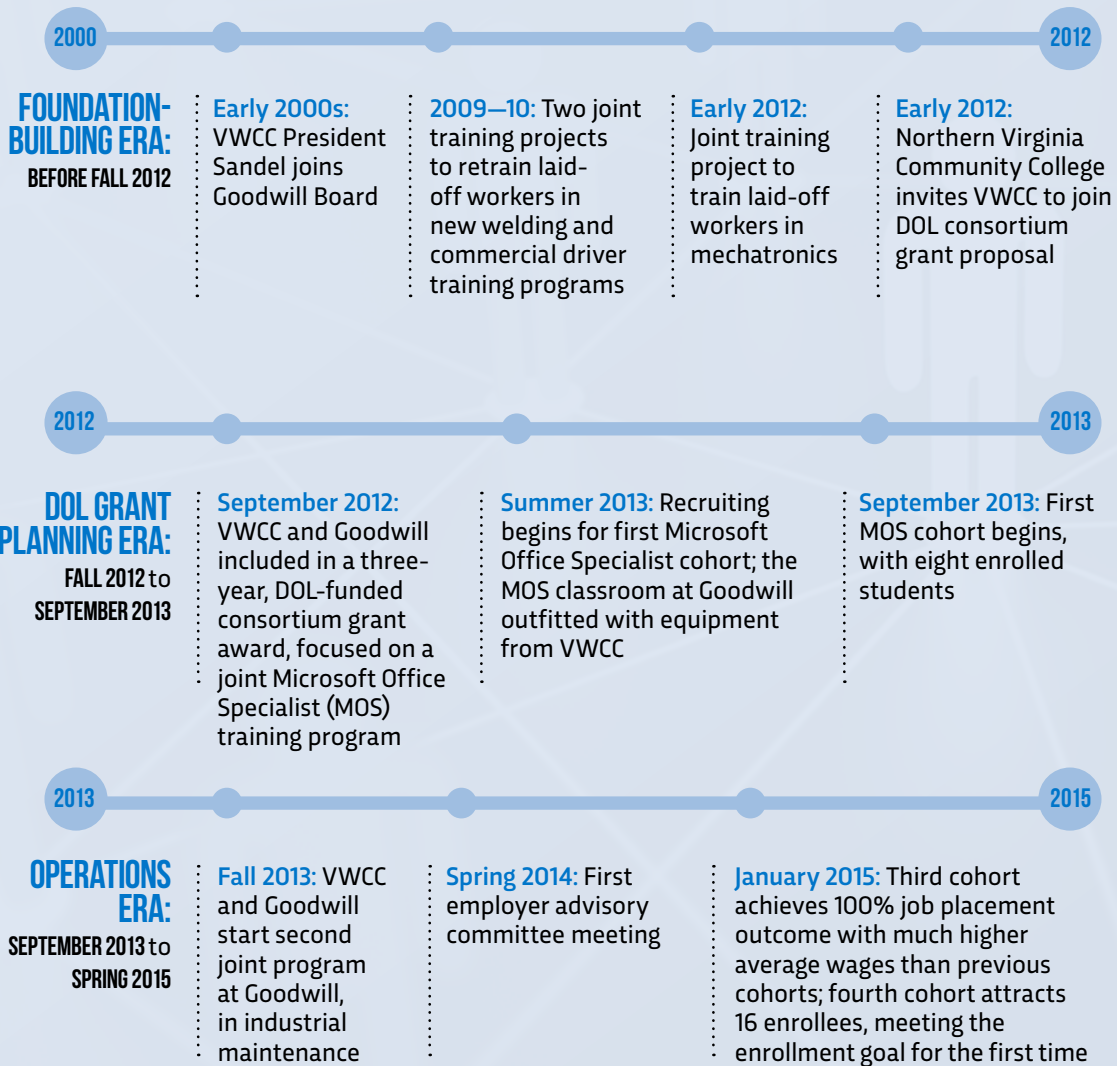 2000
2012
FOUNDATION-
BUILDING ERA:
BEFORE FALL 2012
Early 2000s:
VWCC President
Sandel joins
Goodwill Board
2009—10: Two joint
training projects
to retrain laid-
off workers in
new welding and
commercial driver
training programs
Early 2012:
Joint training
project to
train laid-off
workers in
mechatronics
Early 2012:
Northern Virginia
Community College
invites VWCC to join
DOL consortium
grant proposal
2012
2013
DOL GRANT
PLANNING ERA:
FALL 2012 to
SEPTEMBER 2013
September 2012:
VWCC and Goodwill
included in a three-
year, DOL-funded
consortium grant
award, focused on a
joint Microsoft Office
Specialist (MOS)
training program
Summer 2013: Recruiting
begins for first Microsoft
Office Specialist cohort; the
MOS classroom at Goodwill
outfitted with equipment
from VWCC
September 2013: First
MOS cohort begins,
with eight enrolled
students
2013
2015
OPERATIONS
ERA:
SEPTEMBER 2013 to
SPRING 2015
Fall 2013: VWCC
and Goodwill
start second
joint program
at Goodwill,
in industrial
maintenance
Spring 2014: First
employer advisory
committee meeting
January 2015: Third cohort
achieves 100% job placement
outcome with much higher
average wages than previous
cohorts; fourth cohort attracts
16 enrollees, meeting the
enrollment goal for the first time